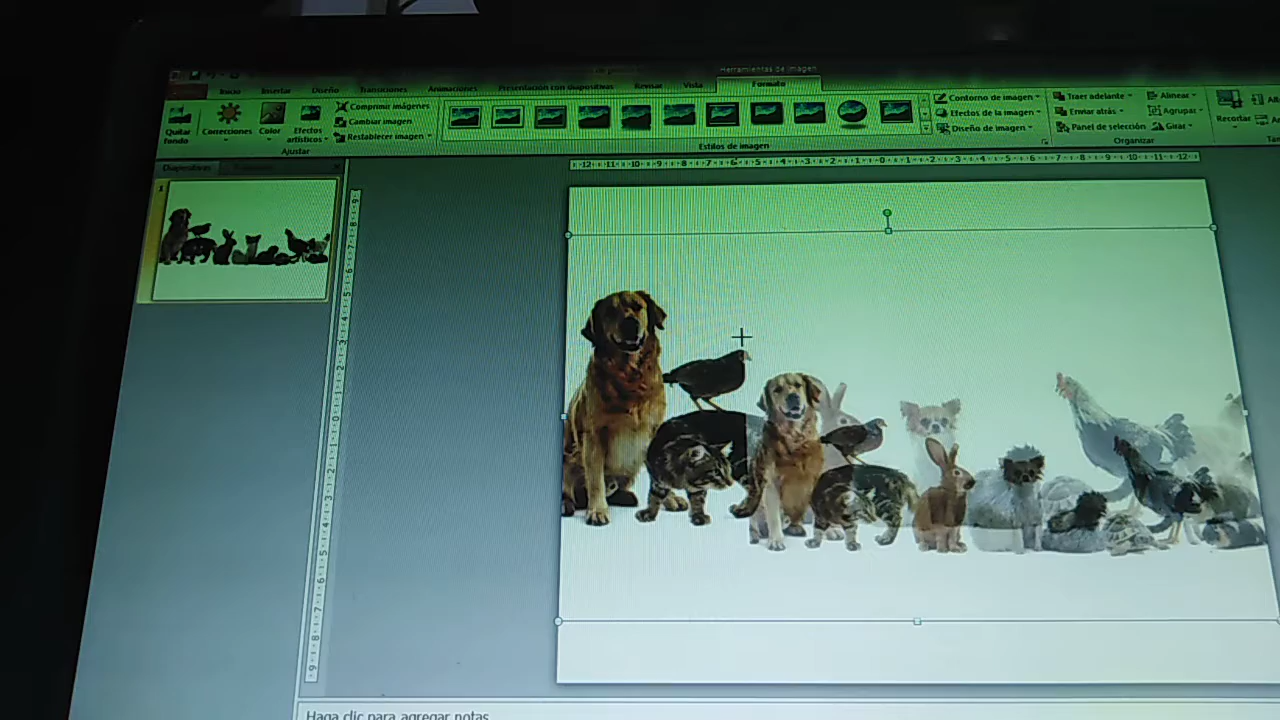 Herramientas de imagen
Inicio Insertar Diseño Transiciones Animaciones Presentación con diapositivas Revisar Vista Formato
Quitar fondo
Correcciones
Color
Efectos artísticos
Comprimir imágenes
Cambiar imagen
Restablecer imagen
Ajustar
Estilos de imagen
Contorno de imagen
Efectos de la imagen
Diseño de imagen
Traer adelante
Enviar atrás
Panel de selección
Alinear
Agrupar
Girar
Organizar
Recortar
Diapositivas
1
Haga clic para agregar notas